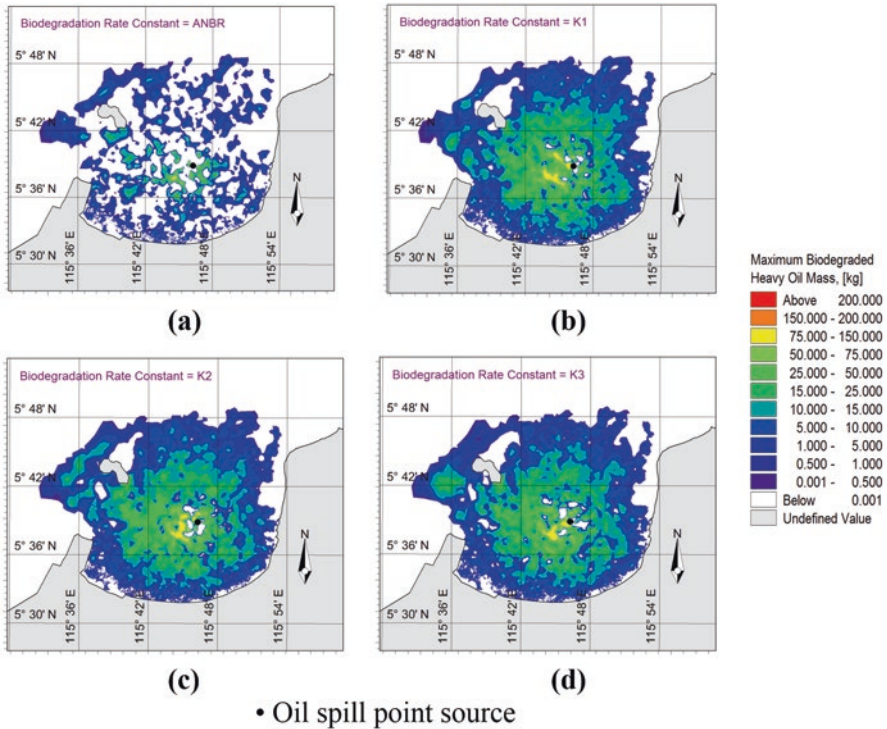 Biodegradation Rate Constant = ANBR
5° 48' N
5° 42' N
5° 36' N
5° 30' N
115° 36' E
115° 42' E
115° 48' E
115° 54' E
N
(a)
Biodegradation Rate Constant = K1
5° 48' N
5° 42' N
5° 36' N
5° 30' N
115° 36' E
115° 42' E
115° 48' E
115° 54' E
N
(b)
Biodegradation Rate Constant = K2
5° 48' N
5° 42' N
5° 36' N
5° 30' N
115° 36' E
115° 42' E
115° 48' E
115° 54' E
N
(c)
Biodegradation Rate Constant = K3
5° 48' N
5° 42' N
5° 36' N
5° 30' N
115° 36' E
115° 42' E
115° 48' E
115° 54' E
N
(d)
Maximum Biodegraded
Heavy Oil Mass, [kg]
Above 200.000
150.000 - 200.000
75.000 - 150.000
50.000 - 75.000
25.000 - 50.000
15.000 - 25.000
10.000 - 15.000
5.000 - 10.000
1.000 - 5.000
0.500 - 1.000
0.001 - 0.500
Below 0.001
Undefined Value
• Oil spill point source